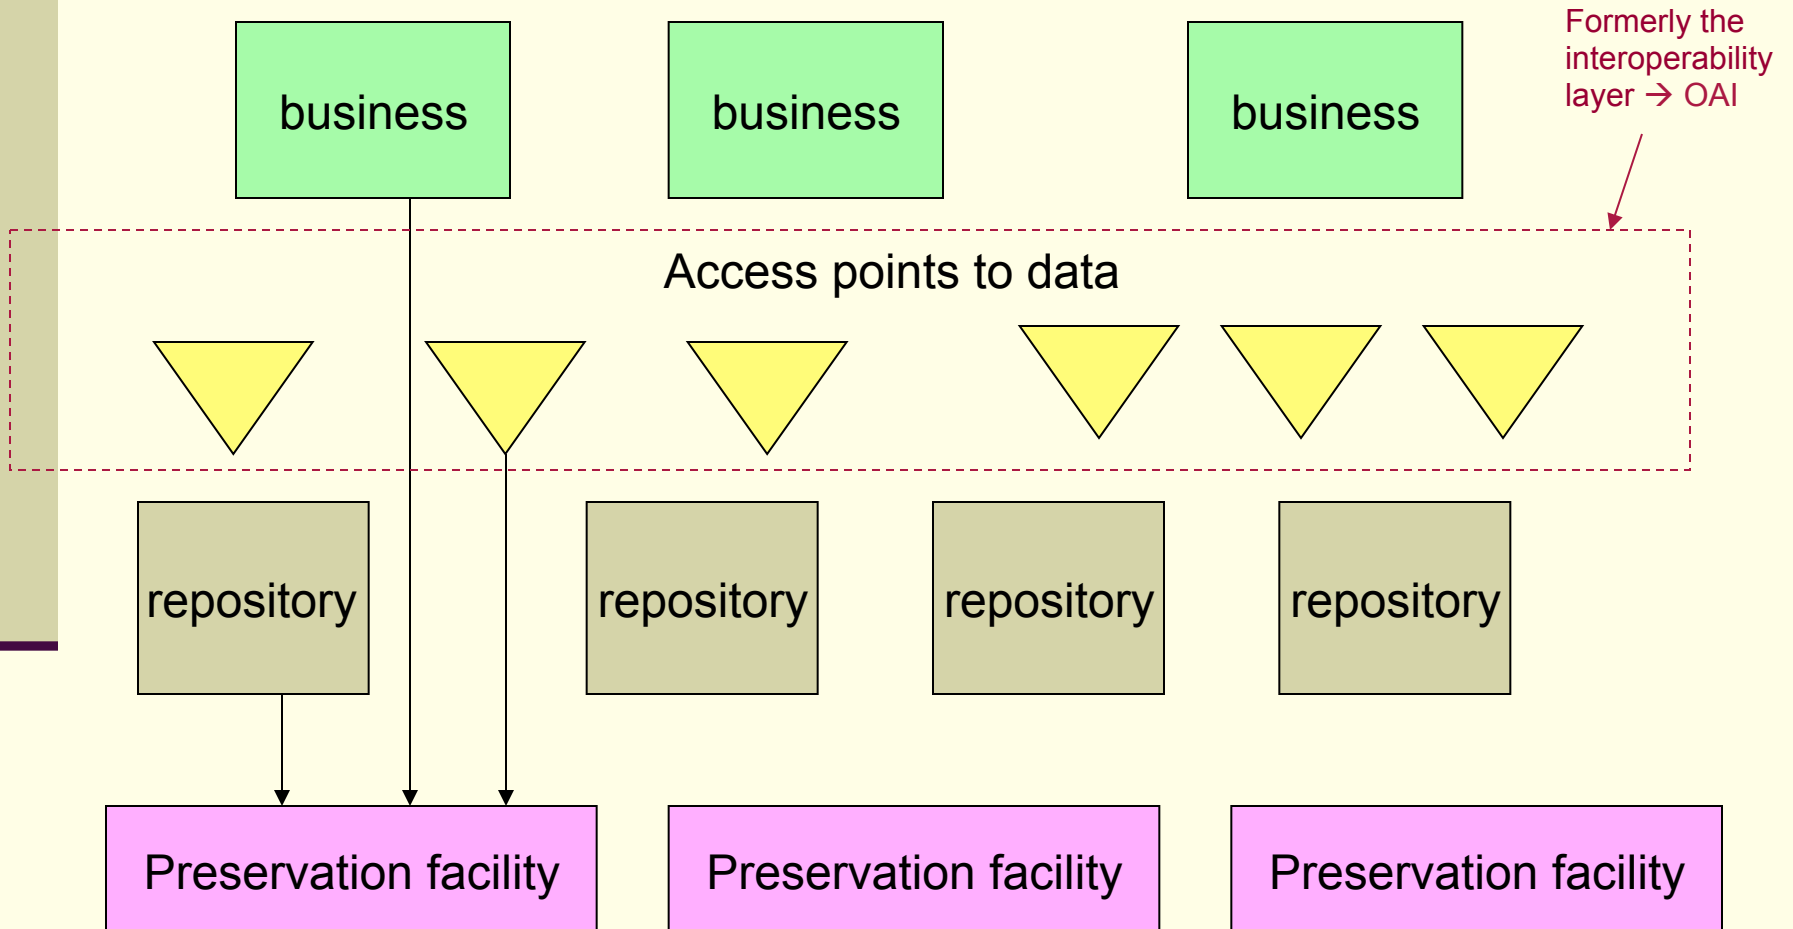 Formerly the
interoperability
layer → OAI
business
business
business
Access points to data
repository
repository
repository
repository
Preservation facility
Preservation facility
Preservation facility